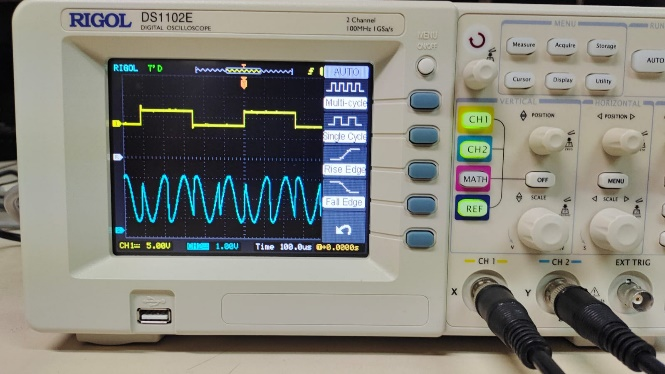 RIGOL DS1102E
DIGITAL OSCILLOSCOPE
2 Channel
100MHz 1GSa/s
MENU
ON/OFF
RIGOL T'D
AUTO
Multi-cycle
Single Cycle
Rise Edge
Fall Edge
CH1= 5.00V
1.00V
Time 100.0us
0.0000s
MENU
Measure
Acquire
Storage
Cursor
Display
Utility
RUN
AUTO
VERTICAL
HORIZONTAL
CH1
CH2
MATH
REF
POSITION
OFF
SCALE
POSITION
MENU
SCALE
CH 1
CH 2
EXT TRIG
X
Y